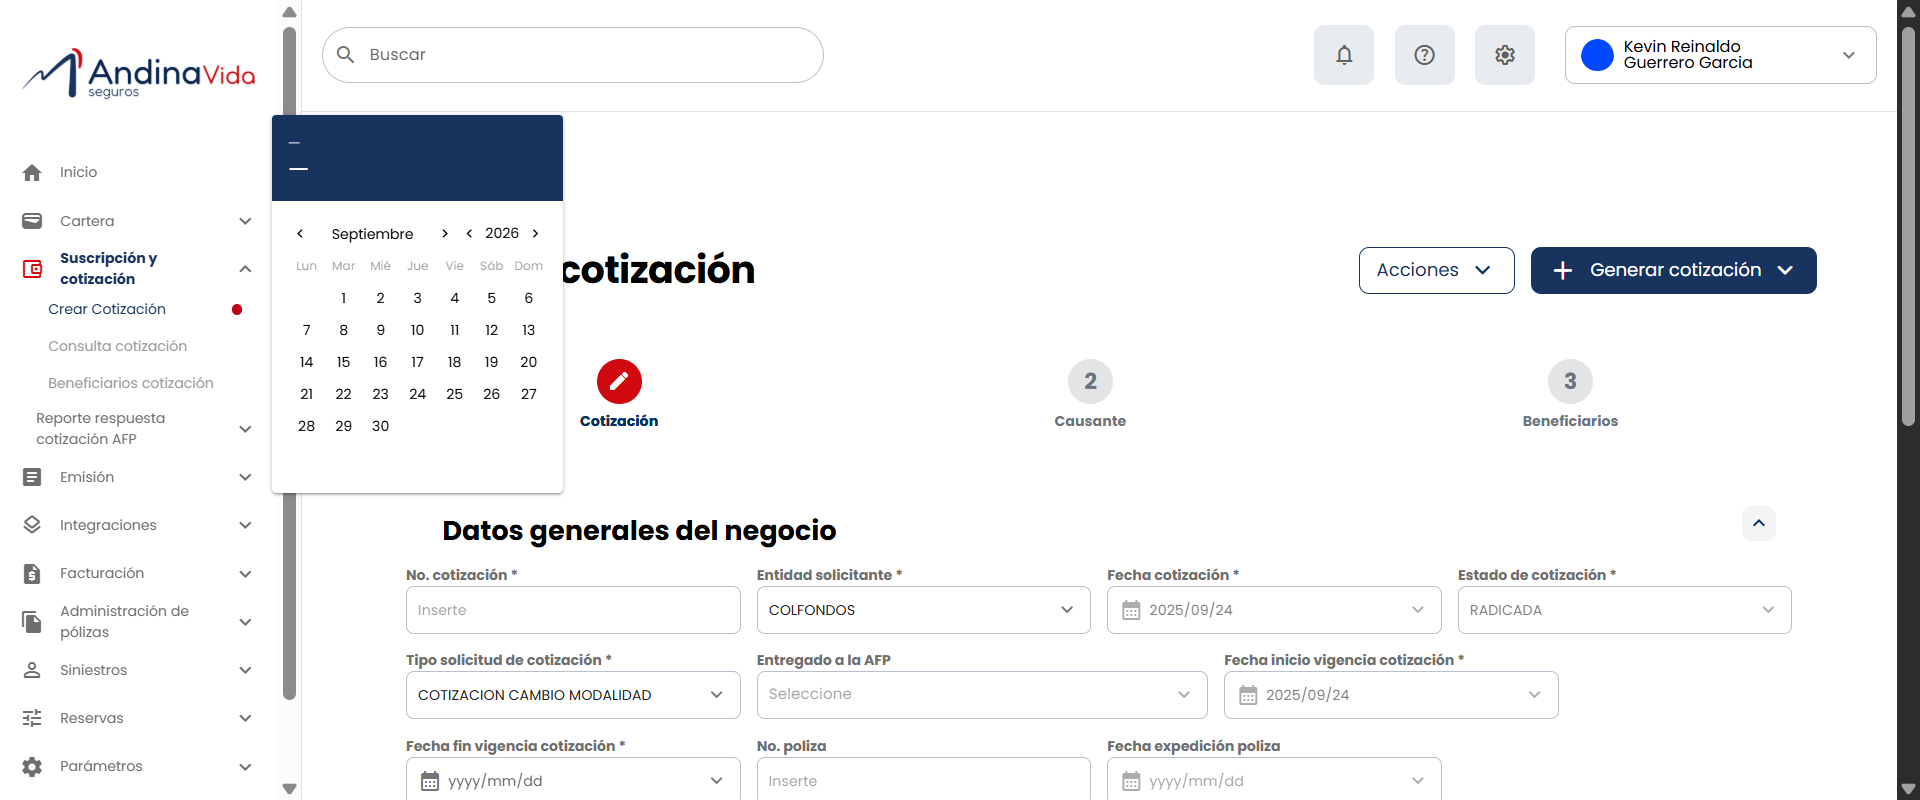 AndinaVida
seguros
Buscar
Kevin Reinaldo
Guerrero Garcia
Inicio
Cartera
Suscripción y
cotización
Crear Cotización
Consulta cotización
Beneficiarios cotización
Reporte respuesta
cotización AFP
Emisión
Integraciones
Facturación
Administración de
pólizas
Siniestros
Reservas
Parámetros
—
—
Septiembre 2026
Lun Mar Mié Jue Vie Sáb Dom
1 2 3 4 5 6
7 8 9 10 11 12 13
14 15 16 17 18 19 20
21 22 23 24 25 26 27
28 29 30
cotización
Acciones
Generar cotización
Cotización
2
Causante
3
Beneficiarios
Datos generales del negocio
No. cotización *
Inserte
Entidad solicitante *
COLFONDOS
Fecha cotización *
2025/09/24
Estado de cotización *
RADICADA
Tipo solicitud de cotización *
COTIZACION CAMBIO MODALIDAD
Entregado a la AFP
Seleccione
Fecha inicio vigencia cotización *
2025/09/24
Fecha fin vigencia cotización *
yyyy/mm/dd
No. poliza
Inserte
Fecha expedición poliza
yyyy/mm/dd